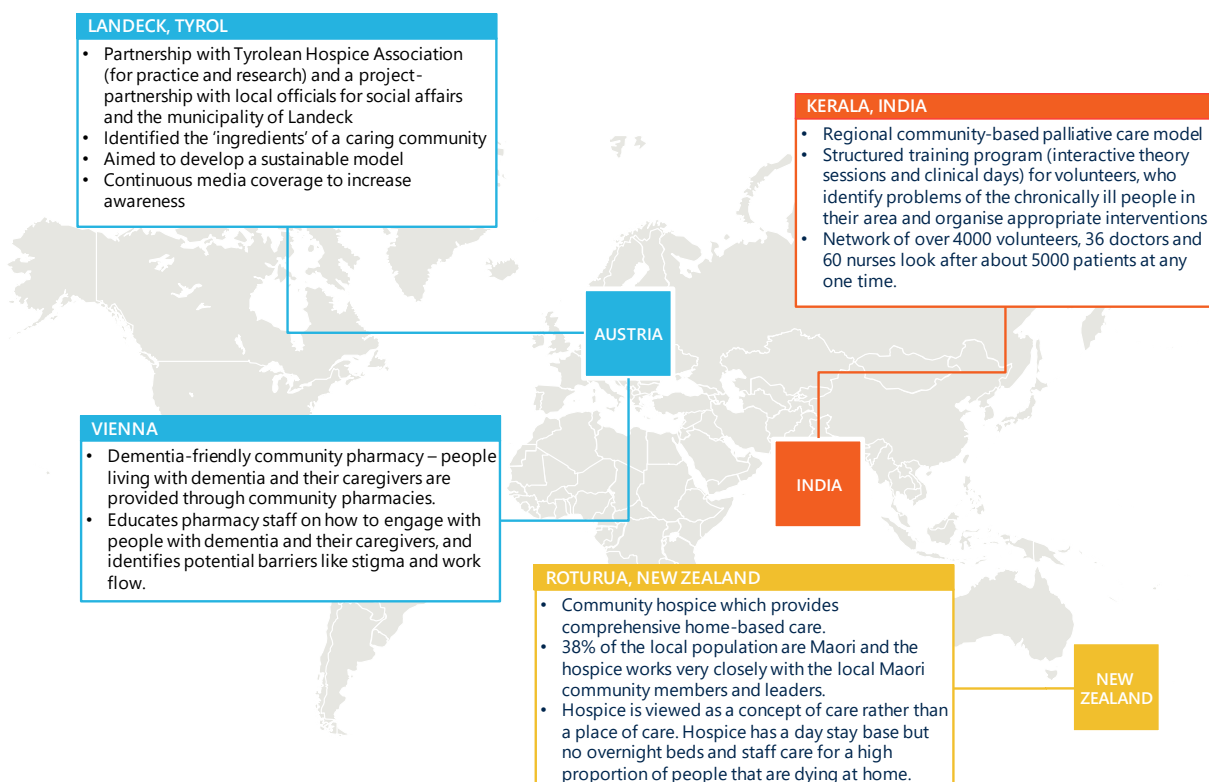 LANDECK, TYROL
• Partnership with Tyrolean Hospice Association
(for practice and research) and a project-
partnership with local officials for social affairs
and the municipality of Landeck
• Identified the 'ingredients' of a caring community
• Aimed to develop a sustainable model
• Continuous media coverage to increase
awareness
KERALA, INDIA
• Regional community-based palliative care model
• Structured training program (interactive theory
sessions and clinical days) for volunteers, who
identify problems of the chronically ill people in
their area and organise appropriate interventions
• Network of over 4000 volunteers, 36 doctors and
60 nurses look after about 5000 patients at any
one time.
AUSTRIA
VIENNA
• Dementia-friendly community pharmacy – people
living with dementia and their caregivers are
provided through community pharmacies.
• Educates pharmacy staff on how to engage with
people with dementia and their caregivers, and
identifies potential barriers like stigma and work
flow.
INDIA
ROTURUA, NEW ZEALAND
• Community hospice which provides
comprehensive home-based care.
• 38% of the local population are Maori and the
hospice works very closely with the local Maori
community members and leaders.
• Hospice is viewed as a concept of care rather than
a place of care. Hospice has a day stay base but
no overnight beds and staff care for a high
proportion of people that are dying at home.
NEW
ZEALAND